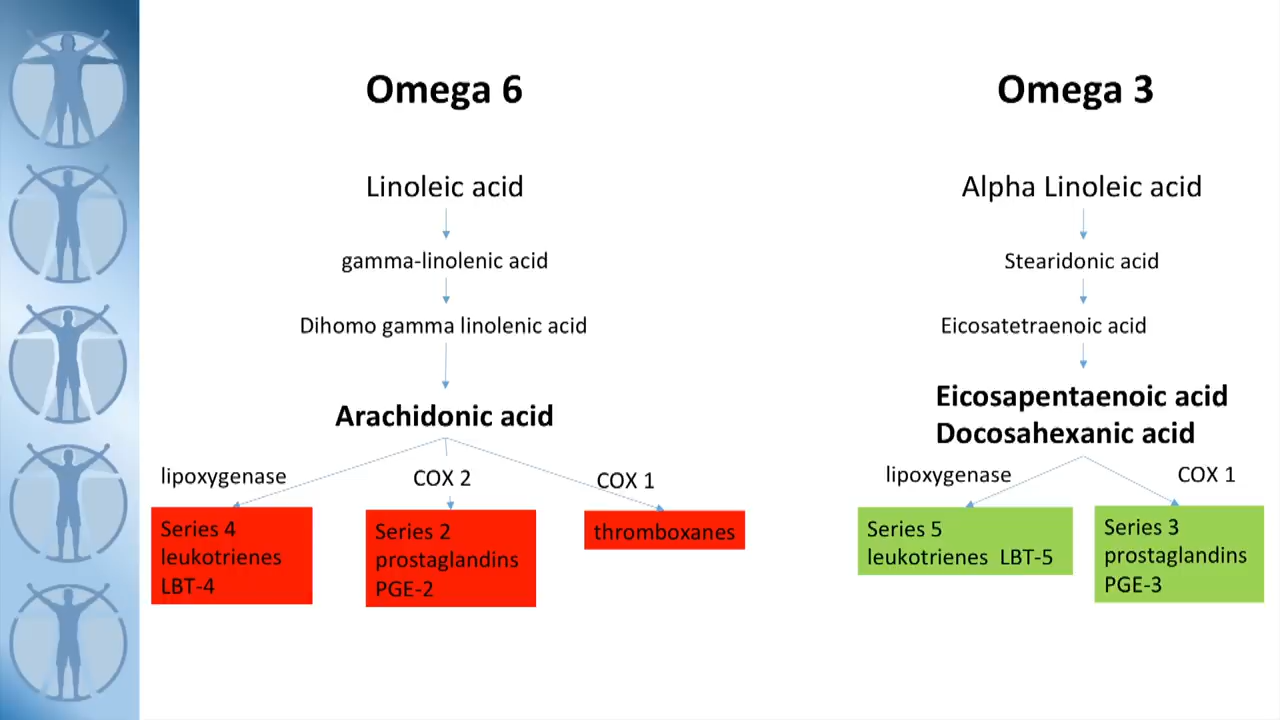 Omega 6
Linoleic acid
gamma-linolenic acid
Dihomo gamma linolenic acid
Arachidonic acid
lipoxygenase
COX 2
COX 1
Series 4
leukotrienes
LBT-4
Series 2
prostaglandins
PGE-2
thromboxanes
Omega 3
Alpha Linoleic acid
Stearidonic acid
Eicosatetraenoic acid
Eicosapentaenoic acid
Docosahexanic acid
lipoxygenase
COX 1
Series 5
leukotrienes LBT-5
Series 3
prostaglandins
PGE-3